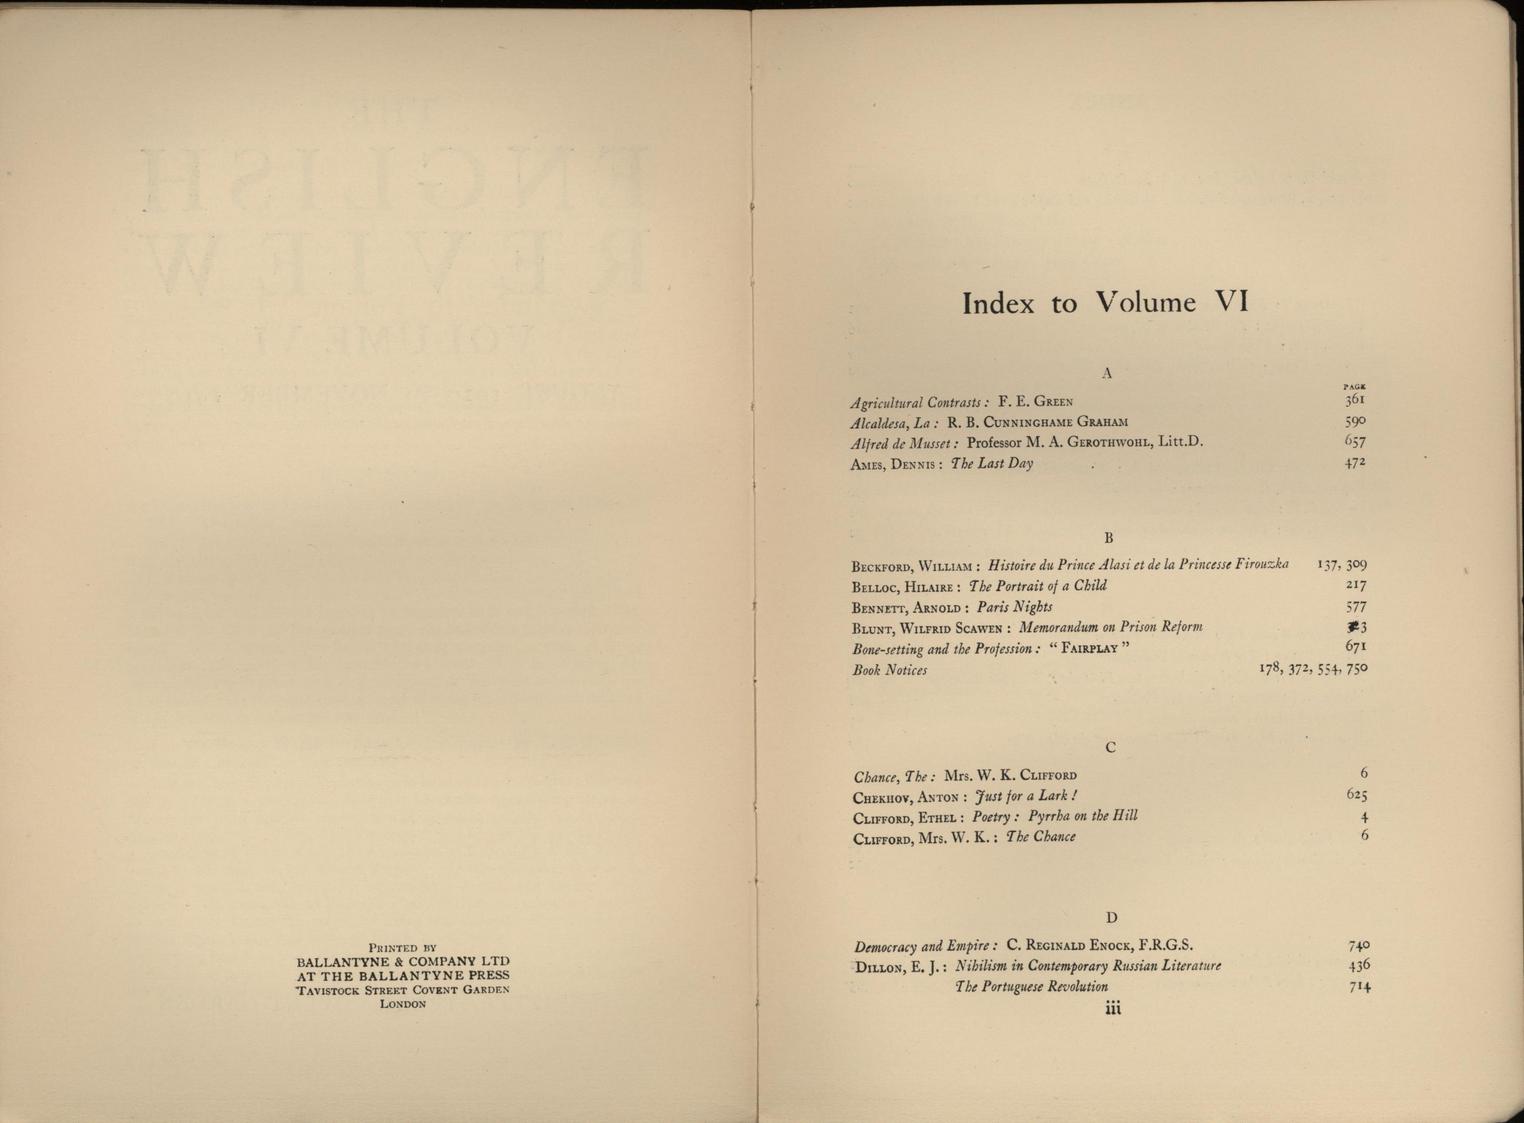 PRINTED BY
BALLANTYNE & COMPANY LTD
AT THE BALLANTYNE PRESS
TAVISTOCK STREET COVENT GARDEN
LONDON
Index to Volume VI
A
PAGE
Agricultural Contrasts : F. E. GREEN 361
Alcaldesa, La : R. B. CUNNINGHAME GRAHAM 590
Alfred de Musset : Professor M. A. GEROTHWOHL, Litt.D. 657
AMES, DENNIS : The Last Day 472
B
BECKFORD, WILLIAM : Histoire du Prince Alasi et de la Princesse Firouzka 137, 309
BELLOC, HILAIRE : The Portrait of a Child 217
BENNETT, ARNOLD : Paris Nights 577
BLUNT, WILFRID SCAWEN : Memorandum on Prison Reform
Bone-setting and the Profession : “ FAIRPLAY ” 671
Book Notices 178, 372, 554, 750
C
Chance, The : Mrs. W. K. CLIFFORD 6
CHEKHOV, ANTON : Just for a Lark ! 625
CLIFFORD, ETHEL : Poetry : Pyrrha on the Hill 4
CLIFFORD, Mrs. W. K. : The Chance 6
D
Democracy and Empire : C. REGINALD ENOCK, F.R.G.S. 740
DILLON, E. J. : Nihilism in Contemporary Russian Literature 436
The Portuguese Revolution 714
iii